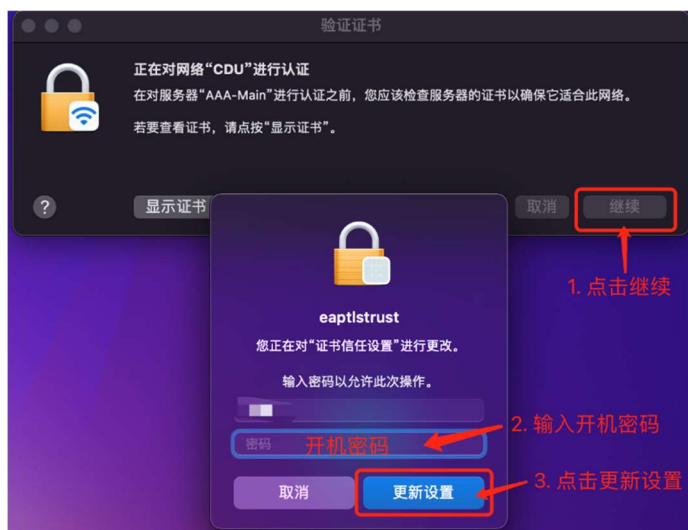 验证证书
正在对网络“CDU”进行认证
在对服务器“AAA-Main”进行认证之前，您应该检查服务器的证书以确保它适合此网络。
若要查看证书，请点按“显示证书”。
?
显示证书
取消
继续
1. 点击继续
eaptlstrust
您正在对“证书信任设置”进行更改。
输入密码以允许此次操作。
2. 输入开机密码
密码
开机密码
取消
更新设置
3. 点击更新设置